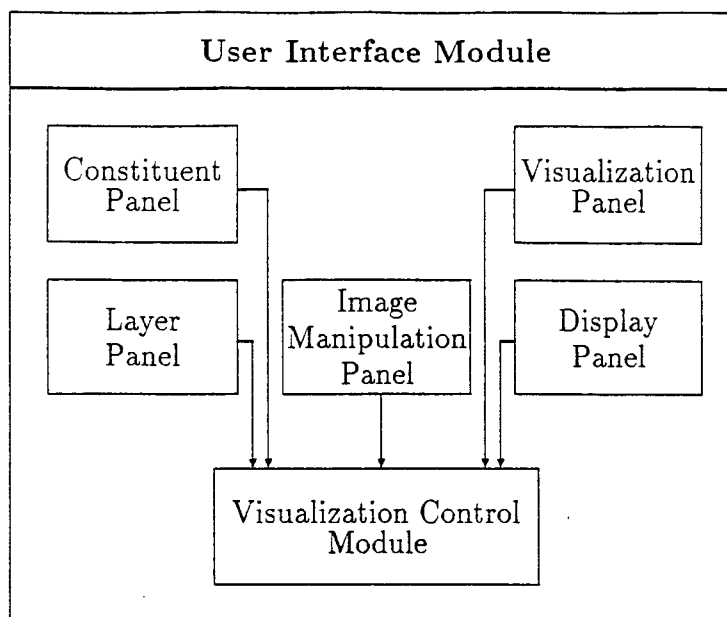 User Interface Module
Constituent
Panel
Visualization
Panel
Layer
Panel
Image
Manipulation
Panel
Display
Panel
Visualization Control
Module